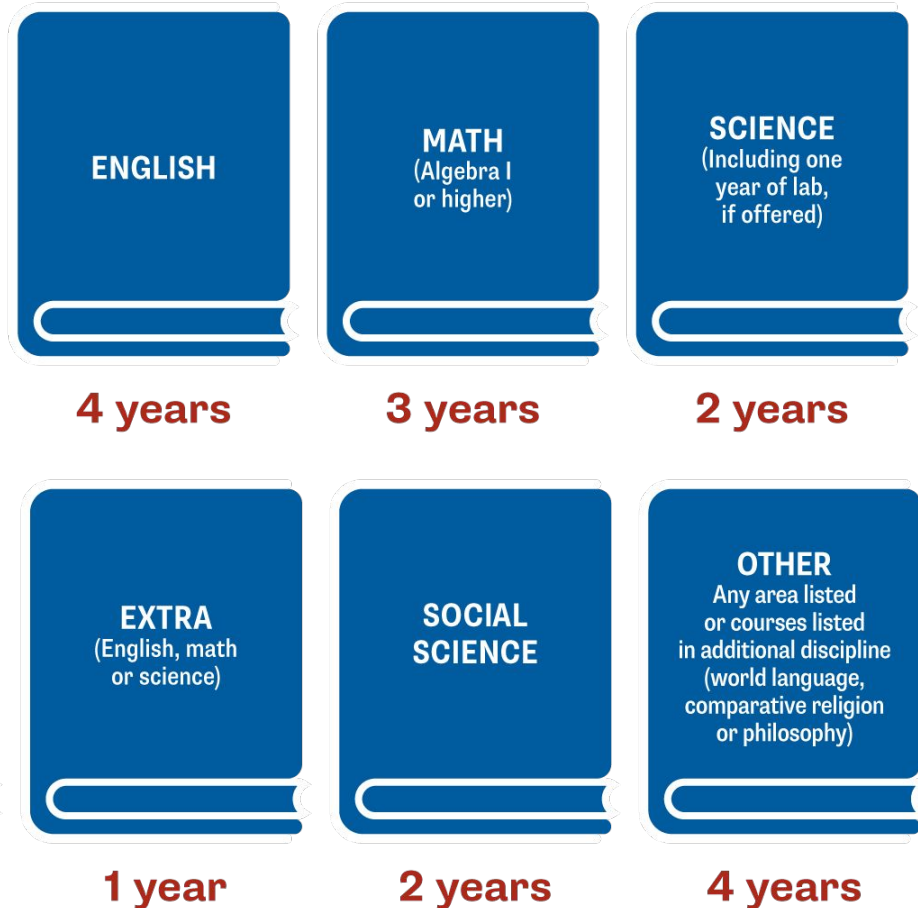 ENGLISH
MATH
(Algebra I
or higher)
SCIENCE
(Including one
year of lab,
if offered)
4 years
3 years
2 years
EXTRA
(English, math
or science)
SOCIAL
SCIENCE
OTHER
Any area listed
or courses listed
in additional discipline
(world language,
comparative religion
or philosophy)
1 year
2 years
4 years